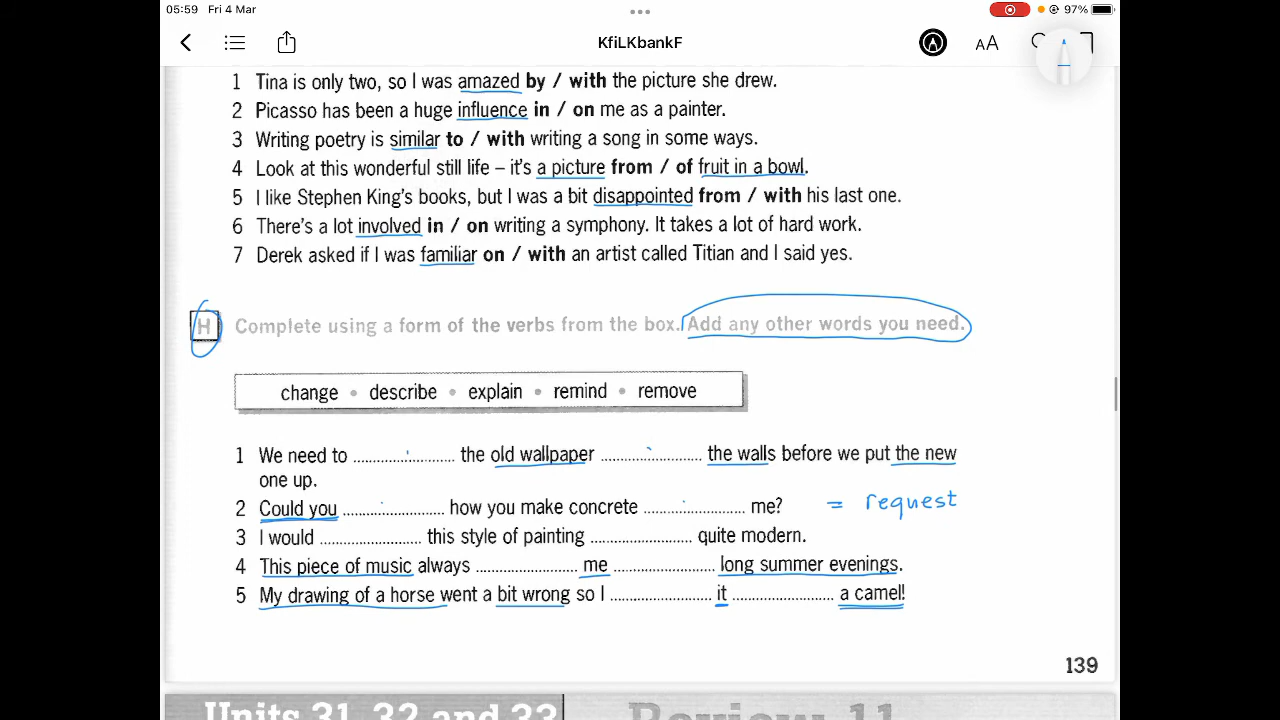 05:59 Fri 4 Mar
97%
KfiLKbankF
AA
1 Tina is only two, so I was amazed by / with the picture she drew.
2 Picasso has been a huge influence in / on me as a painter.
3 Writing poetry is similar to / with writing a song in some ways.
4 Look at this wonderful still life – it's a picture from / of fruit in a bowl.
5 I like Stephen King's books, but I was a bit disappointed from / with his last one.
6 There's a lot involved in / on writing a symphony. It takes a lot of hard work.
7 Derek asked if I was familiar on / with an artist called Titian and I said yes.
H Complete using a form of the verbs from the box. Add any other words you need.
change • describe • explain • remind • remove
1 We need to ........................ the old wallpaper ........................ the walls before we put the new
one up.
2 Could you ........................ how you make concrete ........................ me? = request
3 I would ........................ this style of painting ........................ quite modern.
4 This piece of music always ........................ me ........................ long summer evenings.
5 My drawing of a horse went a bit wrong so I ........................ it ........................ a camel!
139
Units 31, 32 and 33 Review 11